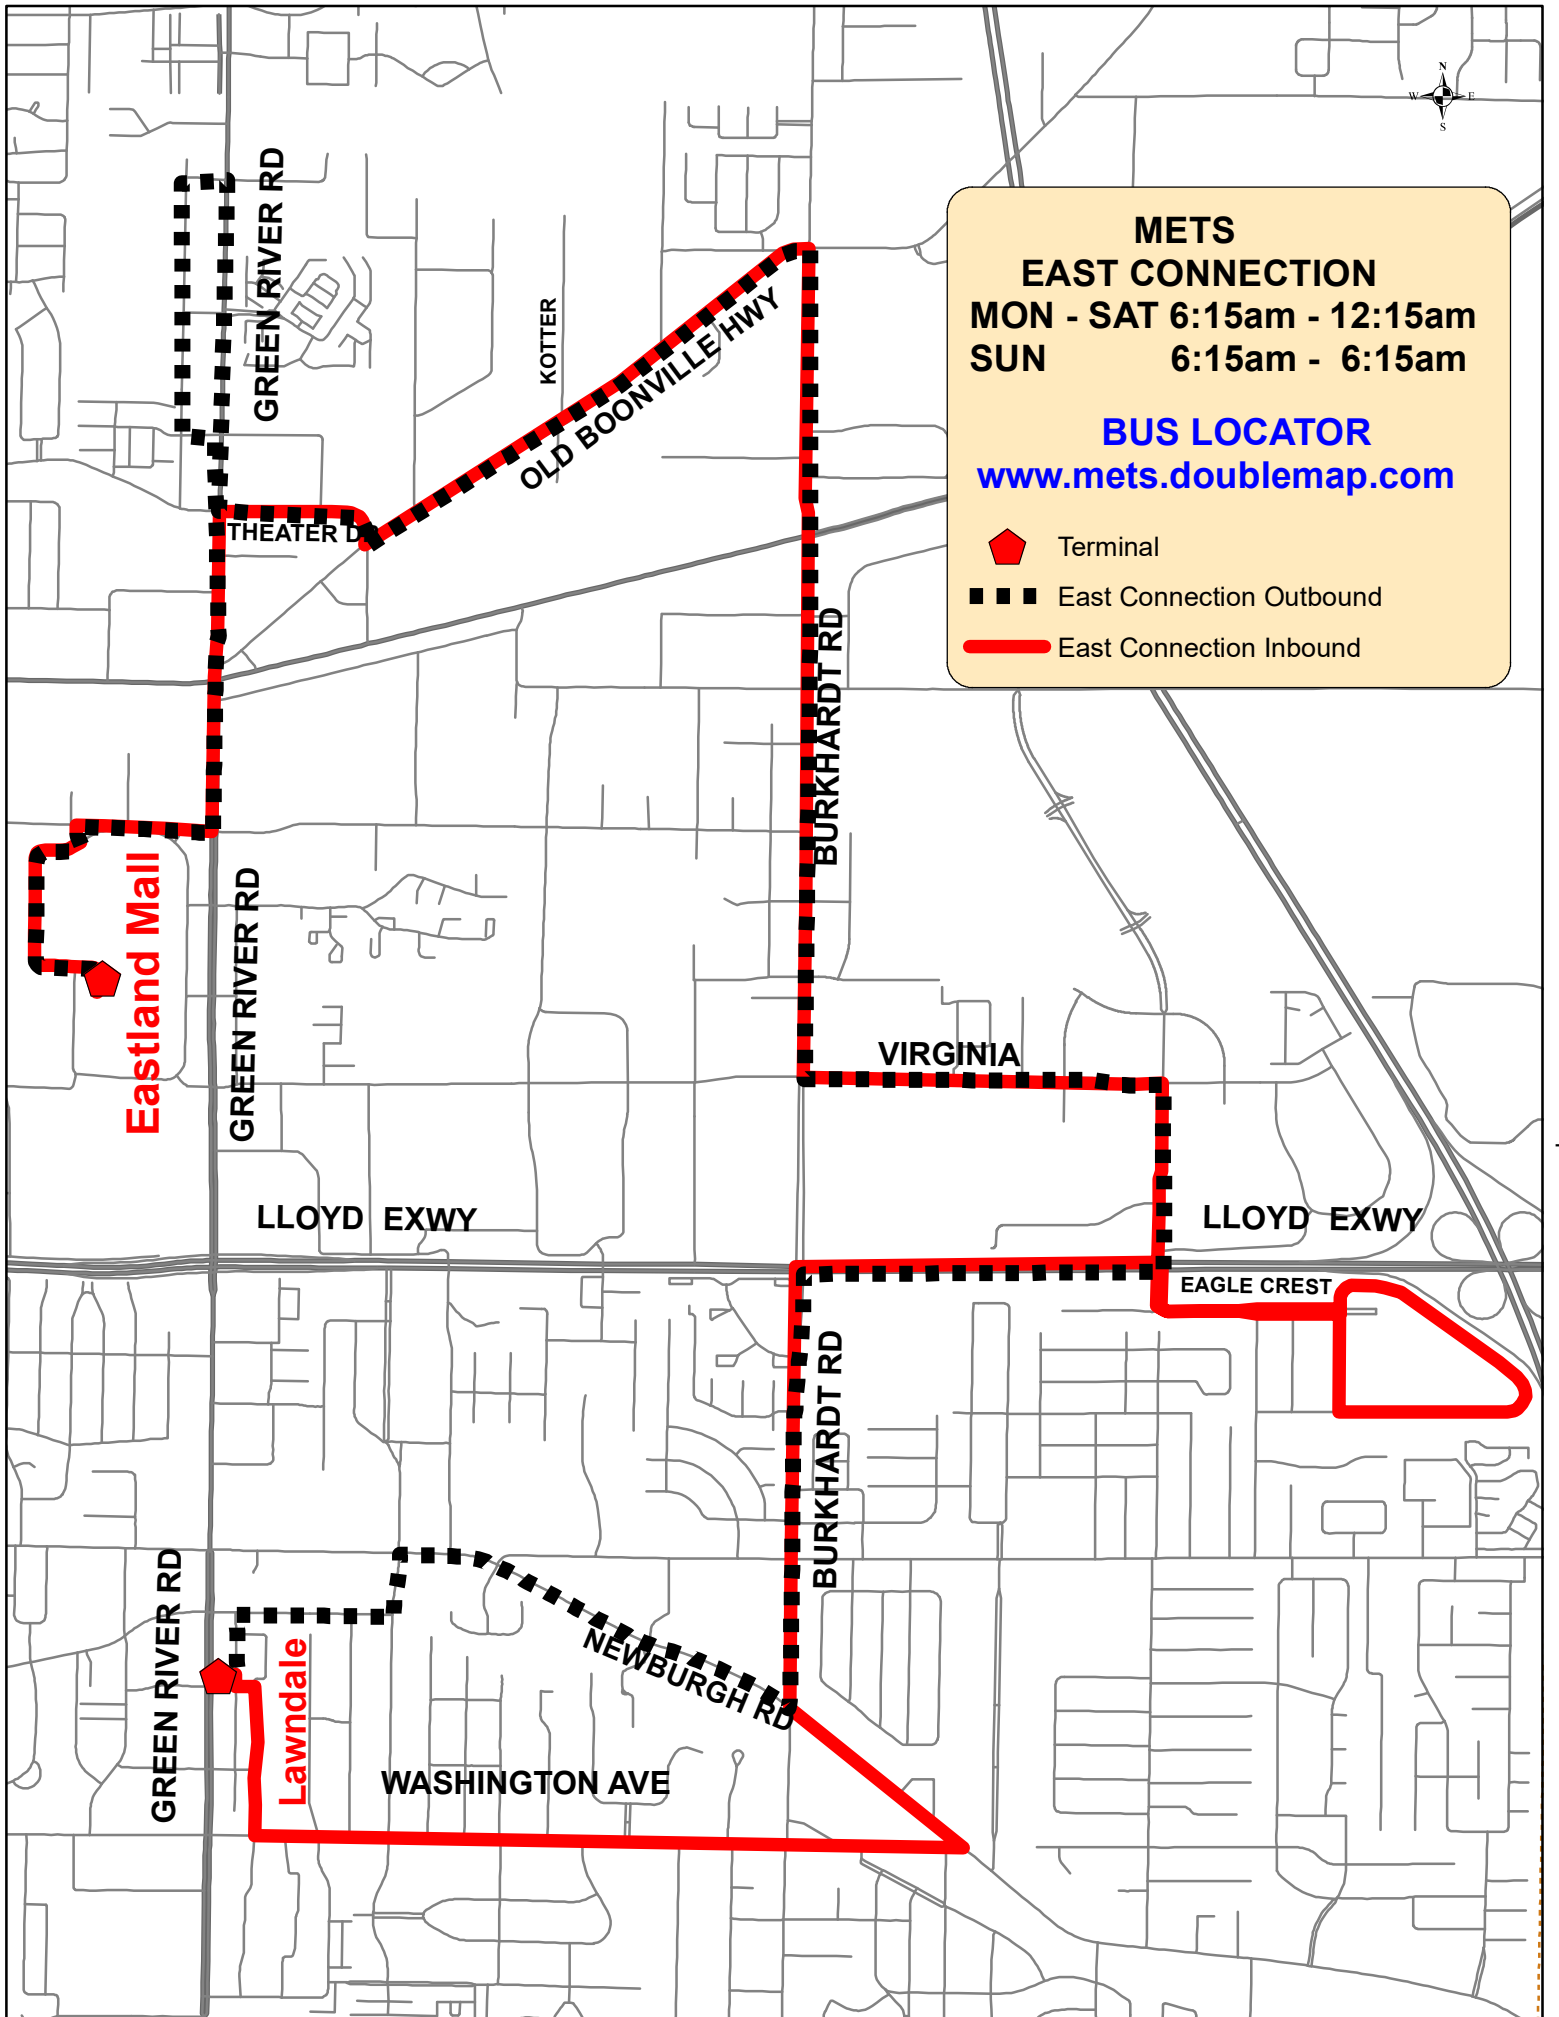 N
W E
S
METS
EAST CONNECTION
MON - SAT 6:15am - 12:15am
SUN 6:15am - 6:15am
BUS LOCATOR
www.mets.doublemap.com
Terminal
East Connection Outbound
East Connection Inbound
GREEN RIVER RD
KOTTER
OLD BOONVILLE HWY
THEATER DR
BURKHARDT RD
Eastland Mall
GREEN RIVER RD
VIRGINIA
LLOYD EXWY
LLOYD EXWY
EAGLE CREST
BURKHARDT RD
GREEN RIVER RD
Lawndale
NEWBURGH RD
WASHINGTON AVE